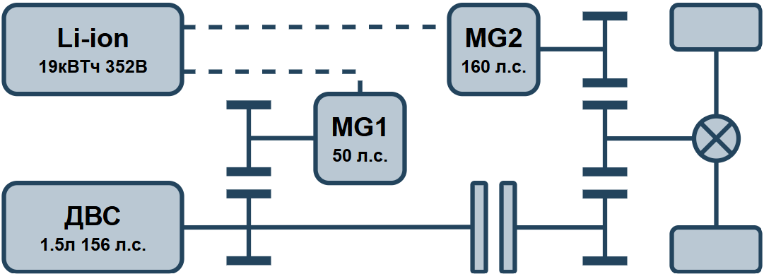 Li-ion
19кВТч 352В
MG2
160 л.с.
MG1
50 л.с.
ДВС
1.5л 156 л.с.